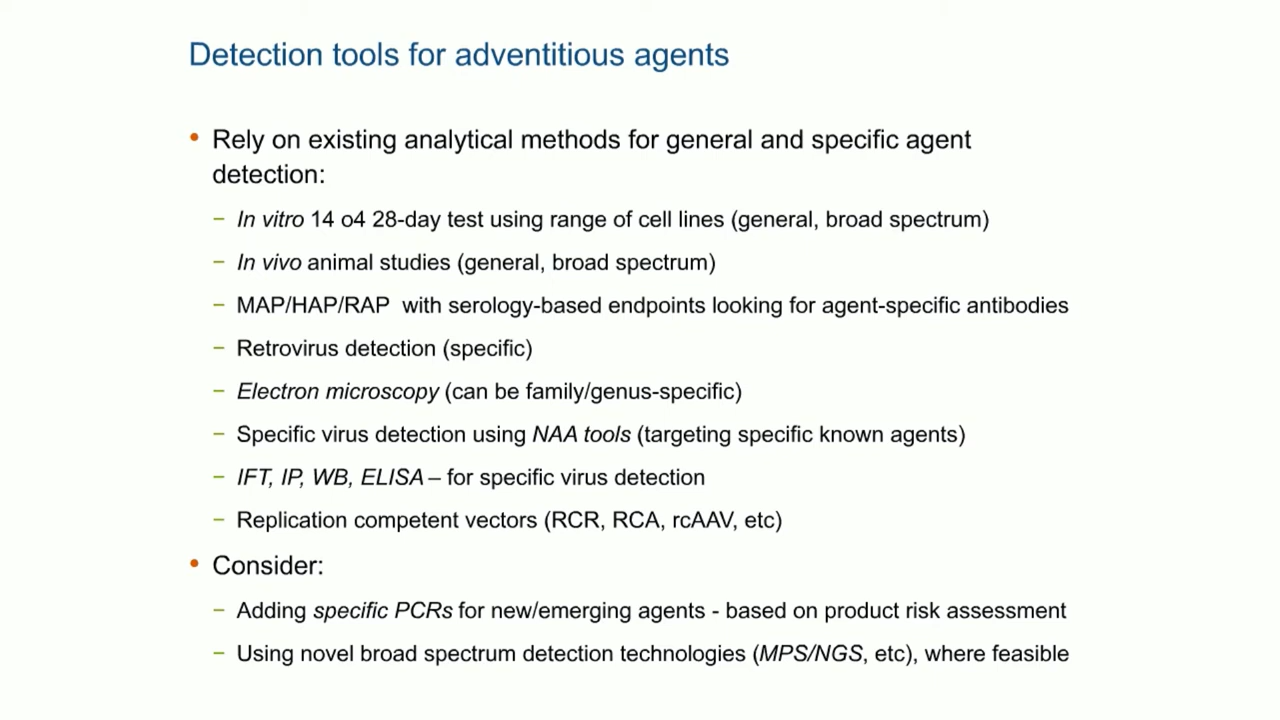 Detection tools for adventitious agents
• Rely on existing analytical methods for general and specific agent
detection:
− In vitro 14 o4 28-day test using range of cell lines (general, broad spectrum)
− In vivo animal studies (general, broad spectrum)
− MAP/HAP/RAP with serology-based endpoints looking for agent-specific antibodies
− Retrovirus detection (specific)
− Electron microscopy (can be family/genus-specific)
− Specific virus detection using NAA tools (targeting specific known agents)
− IFT, IP, WB, ELISA – for specific virus detection
− Replication competent vectors (RCR, RCA, rcAAV, etc)
• Consider:
− Adding specific PCRs for new/emerging agents - based on product risk assessment
− Using novel broad spectrum detection technologies (MPS/NGS, etc), where feasible